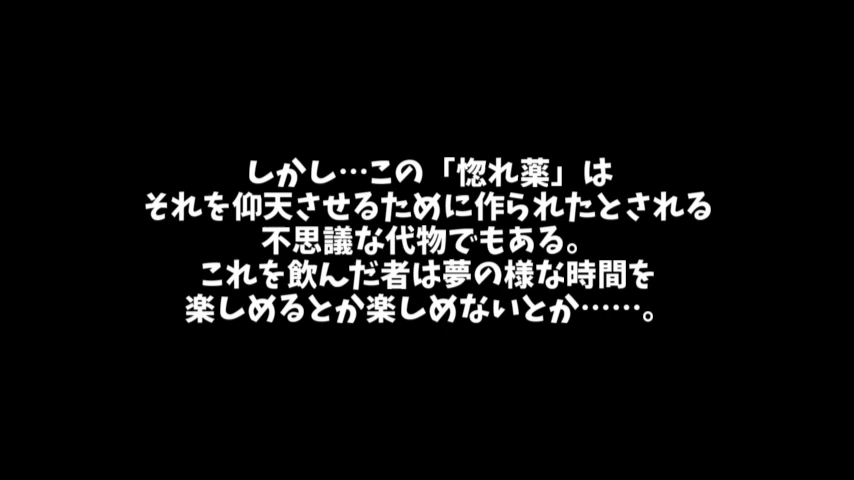 しかし…この「惚れ薬」は
それを仰天させるために作られたとされる
不思議な代物でもある。
これを飲んだ者は夢の様な時間を
楽しめるとか楽しめないとか……。